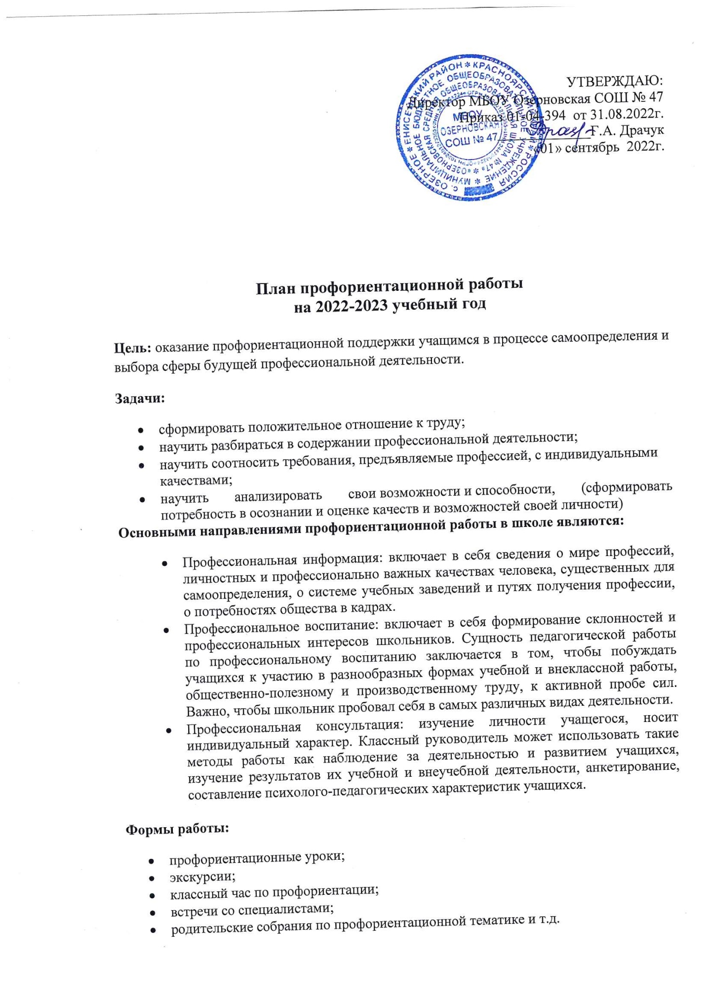 УТВЕРЖДАЮ:
Директор МБОУ Озерновская СОШ № 47
Приказ 01-04-394 от 31.08.2022г.
Г.А. Драчук
«01» сентябрь 2022г.
с. ОЗЕРНОЕ * ЕНИСЕЙСКИЙ РАЙОН * КРАСНОЯРСКИЙ КРАЙ * РОССИЯ
МУНИЦИПАЛЬНОЕ БЮДЖЕТНОЕ ОБЩЕОБРАЗОВАТЕЛЬНОЕ УЧРЕЖДЕНИЕ *
«ОЗЕРНОВСКАЯ СРЕДНЯЯ ОБЩЕОБРАЗОВАТЕЛЬНАЯ ШКОЛА № 47» *
МБОУ
ОЗЕРНОВСКАЯ
СОШ № 47
План профориентационной работы
на 2022-2023 учебный год
Цель: оказание профориентационной поддержки учащимся в процессе самоопределения и
выбора сферы будущей профессиональной деятельности.
Задачи:
• сформировать положительное отношение к труду;
• научить разбираться в содержании профессиональной деятельности;
• научить соотносить требования, предъявляемые профессией, с индивидуальными
качествами;
• научить анализировать свои возможности и способности, (сформировать
потребность в осознании и оценке качеств и возможностей своей личности)
Основными направлениями профориентационной работы в школе являются:
• Профессиональная информация: включает в себя сведения о мире профессий,
личностных и профессионально важных качествах человека, существенных для
самоопределения, о системе учебных заведений и путях получения профессии,
о потребностях общества в кадрах.
• Профессиональное воспитание: включает в себя формирование склонностей и
профессиональных интересов школьников. Сущность педагогической работы
по профессиональному воспитанию заключается в том, чтобы побуждать
учащихся к участию в разнообразных формах учебной и внеклассной работы,
общественно-полезному и производственному труду, к активной пробе сил.
Важно, чтобы школьник пробовал себя в самых различных видах деятельности.
• Профессиональная консультация: изучение личности учащегося, носит
индивидуальный характер. Классный руководитель может использовать такие
методы работы как наблюдение за деятельностью и развитием учащихся,
изучение результатов их учебной и внеучебной деятельности, анкетирование,
составление психолого-педагогических характеристик учащихся.
Формы работы:
• профориентационные уроки;
• экскурсии;
• классный час по профориентации;
• встречи со специалистами;
• родительские собрания по профориентационной тематике и т.д.